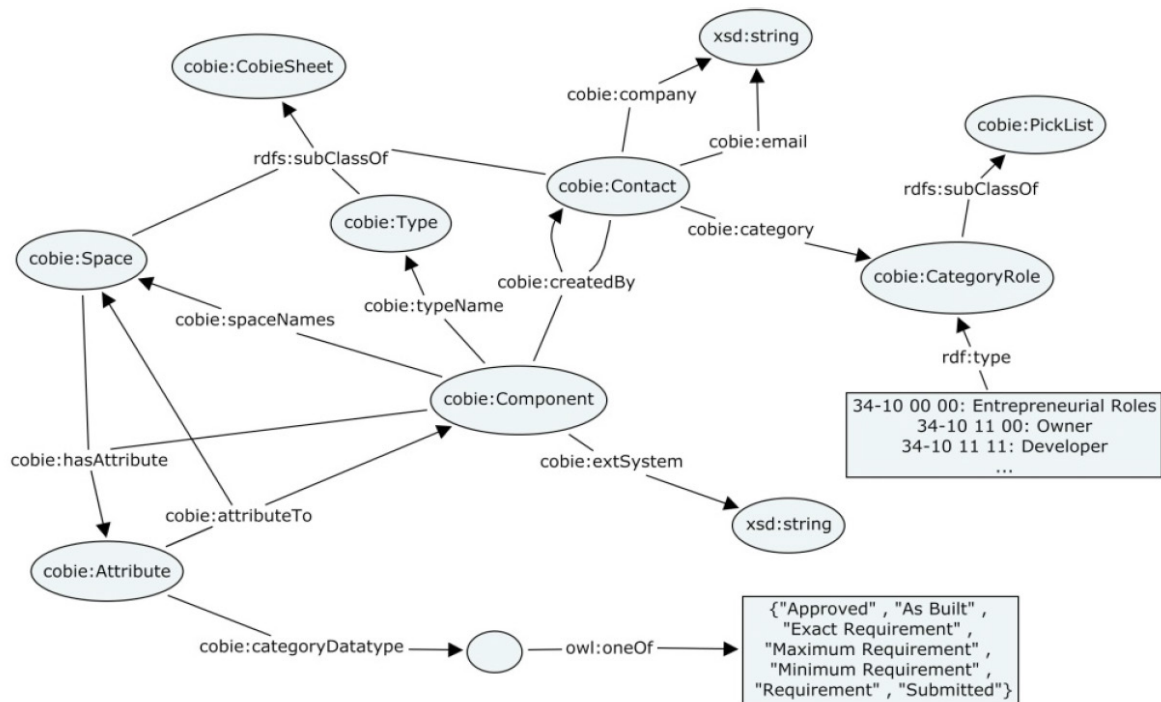 xsd:string
cobie:CobieSheet
cobie:company
cobie:PickList
cobie:email
rdfs:subClassOf
cobie:Contact
rdfs:subClassOf
cobie:Type
cobie:category
cobie:Space
cobie:createdBy
cobie:CategoryRole
cobie:typeName
cobie:spaceNames
rdf:type
cobie:Component
34-10 00 00: Entrepreneurial Roles
34-10 11 00: Owner
34-10 11 11: Developer
...
cobie:hasAttribute
cobie:extSystem
cobie:attributeTo
xsd:string
cobie:Attribute
{"Approved" , "As Built" ,
"Exact Requirement" ,
"Maximum Requirement" ,
"Minimum Requirement" ,
"Requirement" , "Submitted"}
cobie:categoryDatatype
owl:oneOf